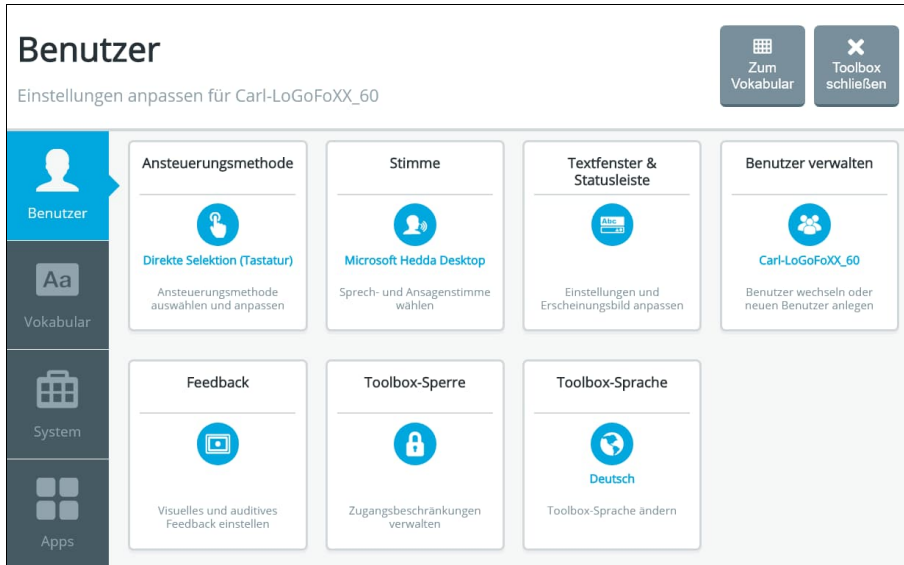 Benutzer
Einstellungen anpassen für Carl-LoGoFoXX_60
Zum
Vokabular
Toolbox
schließen
Benutzer
Aa
Vokabular
System
Apps
Ansteuerungsmethode
Direkte Selektion (Tastatur)
Ansteuerungsmethode
auswählen und anpassen
Stimme
Microsoft Hedda Desktop
Sprech- und Ansagenstimme
wählen
Textfenster &
Statusleiste
Abc
Einstellungen und
Erscheinungsbild anpassen
Benutzer verwalten
Carl-LoGoFoXX_60
Benutzer wechseln oder
neuen Benutzer anlegen
Feedback
Visuelles und auditives
Feedback einstellen
Toolbox-Sperre
Zugangsbeschränkungen
verwalten
Toolbox-Sprache
Deutsch
Toolbox-Sprache ändern